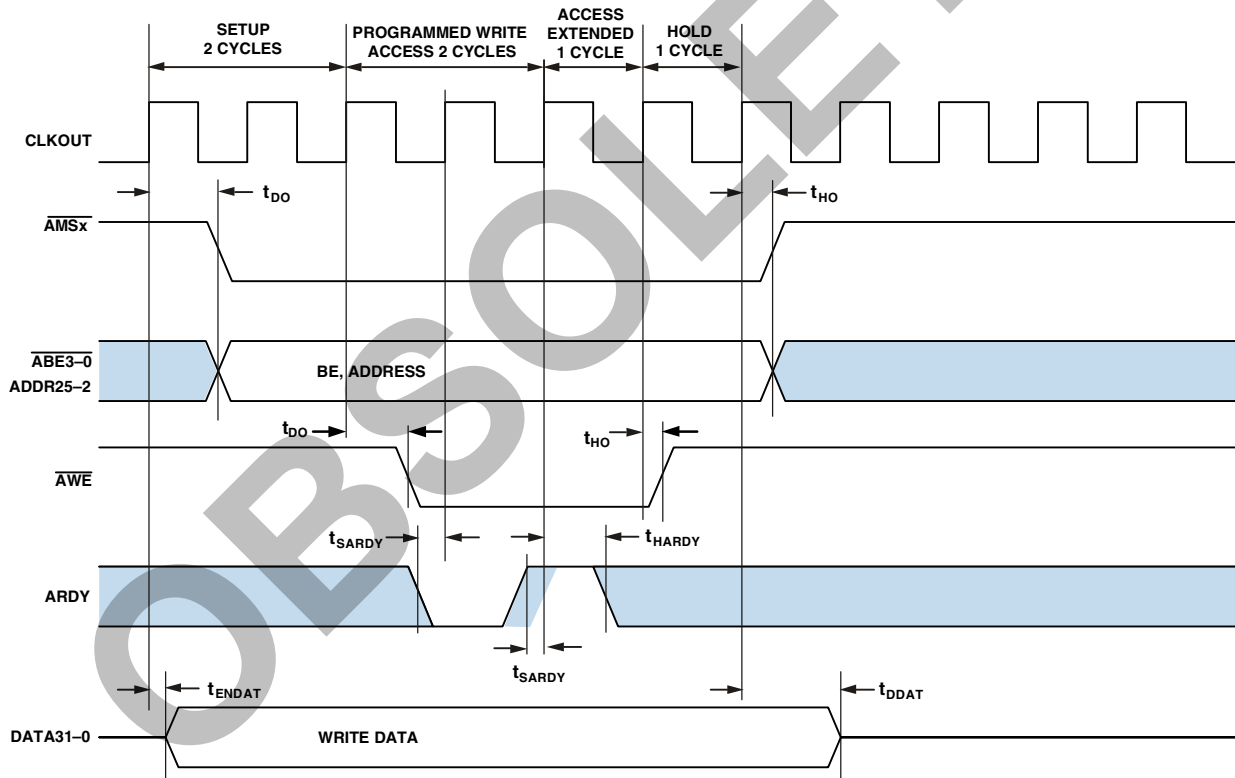 SETUP
2 CYCLES
PROGRAMMED WRITE
ACCESS 2 CYCLES
ACCESS
EXTENDED
1 CYCLE
HOLD
1 CYCLE
CLKOUT
tDO
tHO
AMSx
ABE3–0
ADDR25–2
BE, ADDRESS
tDO
tHO
AWE
tSARDY
tHARDY
ARDY
tSARDY
tENDAT
tDDAT
DATA31–0
WRITE DATA
OBSOLE